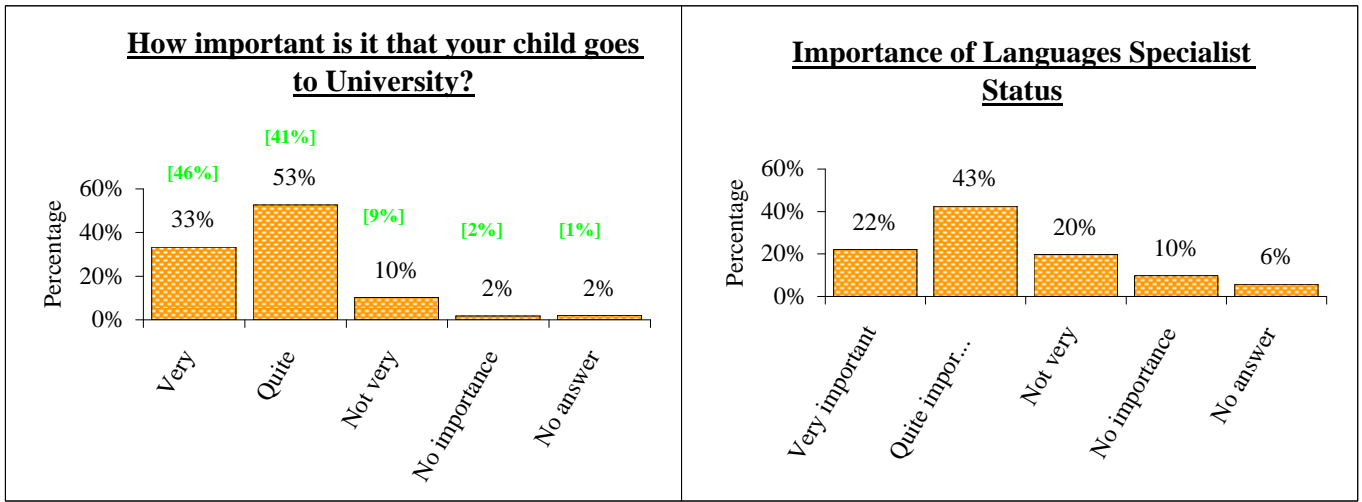 How important is it that your child goes
to University?
[41%]
[46%]
53%
60%
33%
[9%]
[2%]
[1%]
40%
20%
10%
2%
2%
0%
Percentage
Very
Quite
Not very
No importance
No answer
Importance of Languages Specialist
Status
60%
43%
40%
22%
20%
20%
10%
6%
0%
Percentage
Very important
Quite impor...
Not very
No importance
No answer